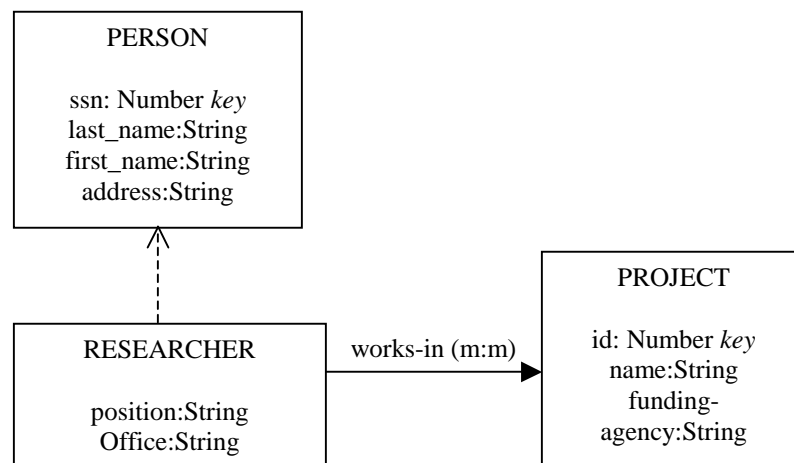 PERSON
ssn: Number key
last_name:String
first_name:String
address:String
RESEARCHER
position:String
Office:String
works-in (m:m)
PROJECT
id: Number key
name:String
funding-
agency:String